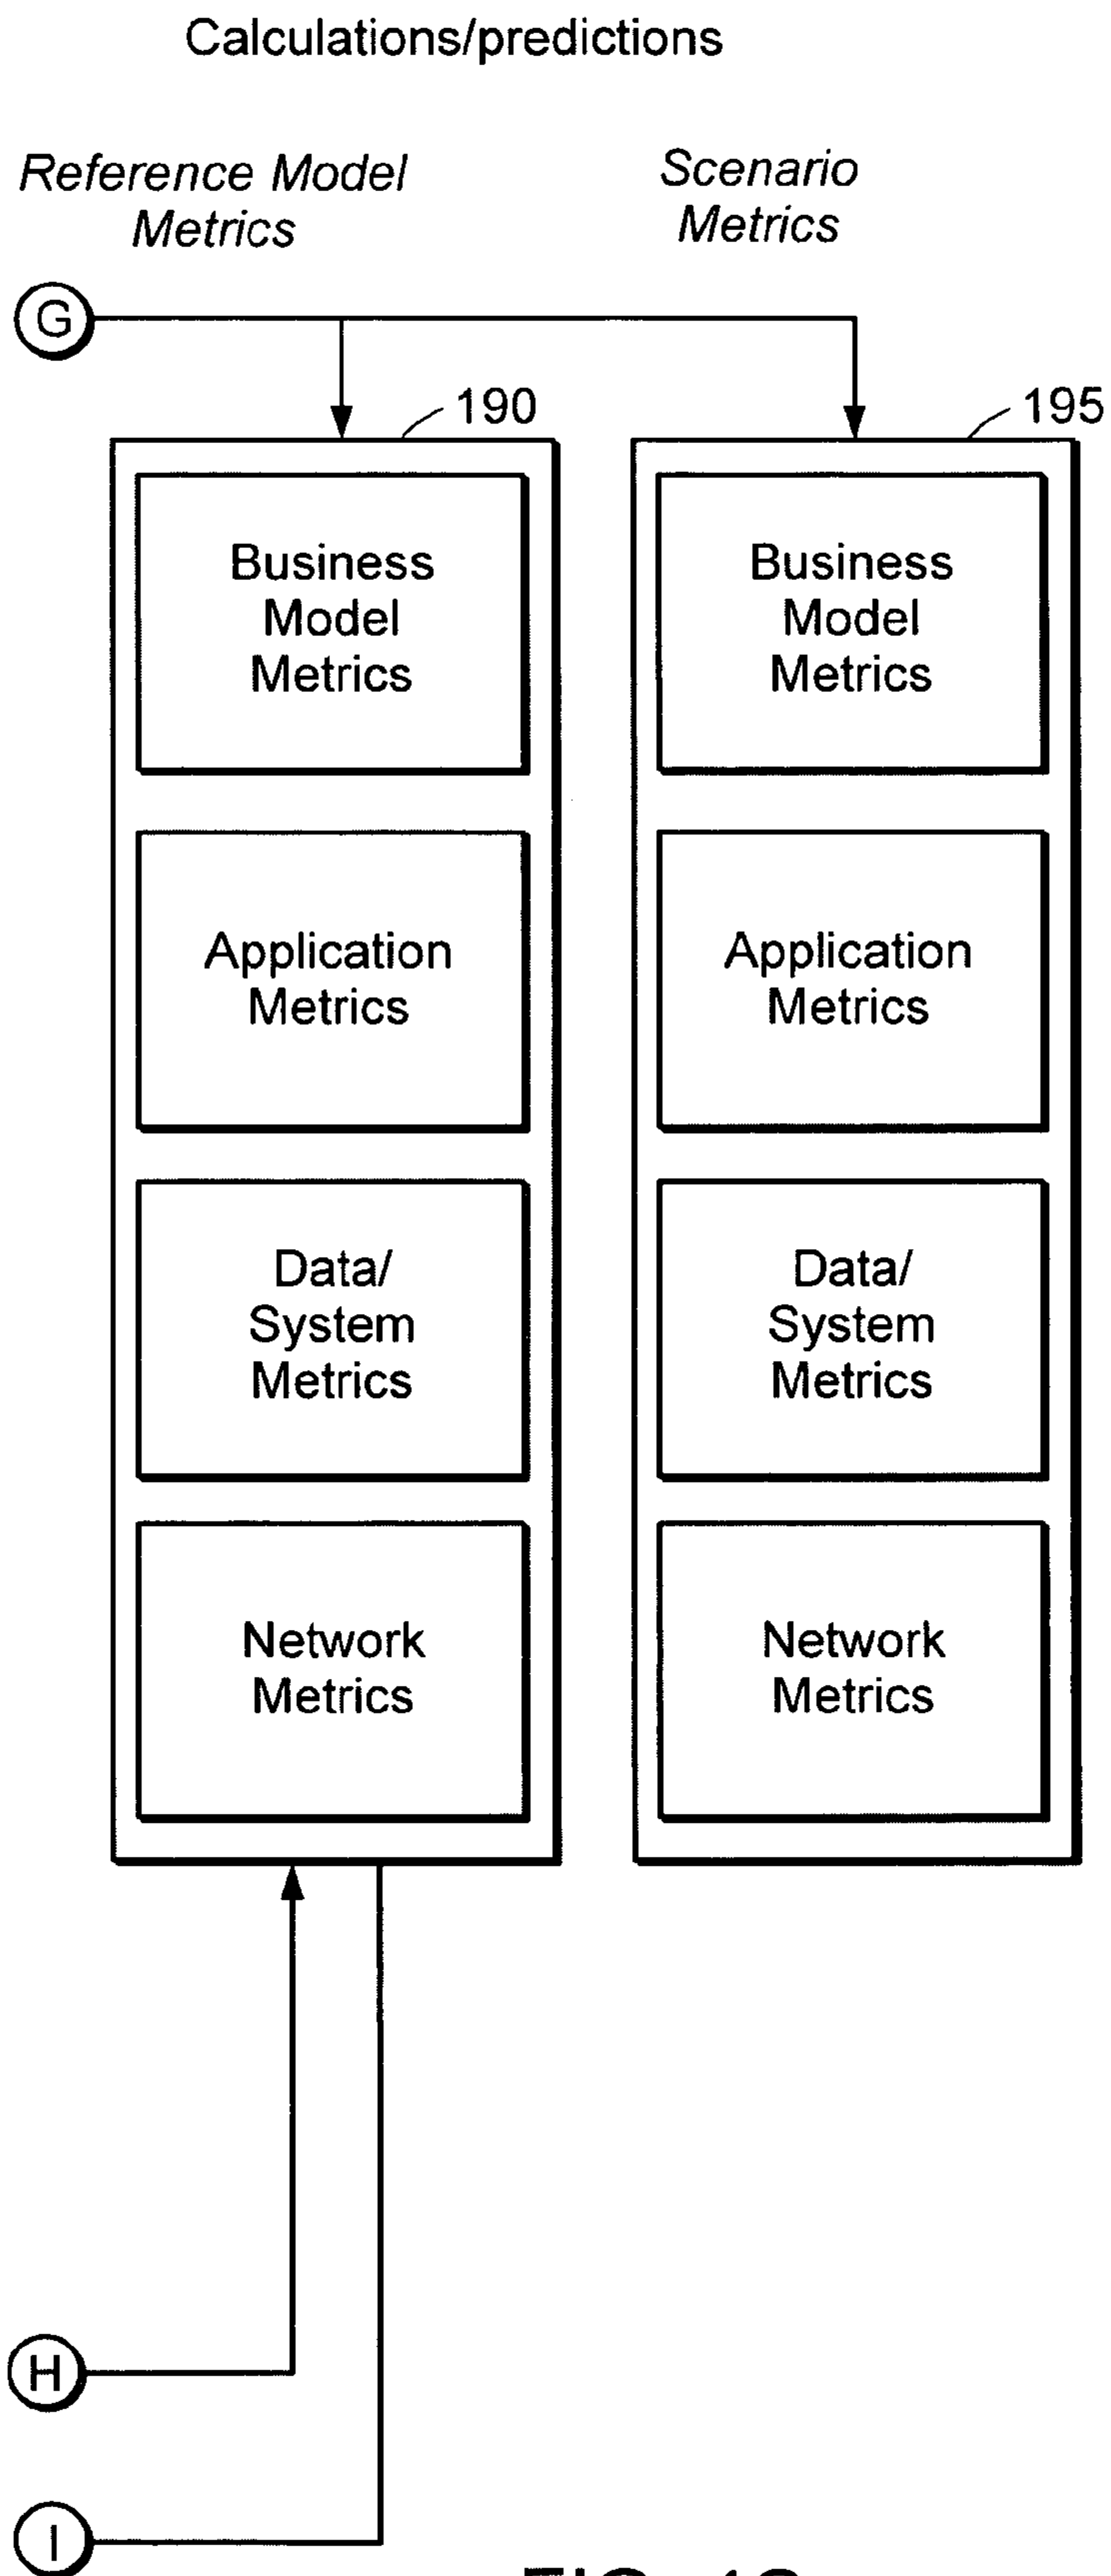 Calculations/predictions
Reference Model
Metrics
Scenario
Metrics
G
190
195
Business
Model
Metrics
Business
Model
Metrics
Application
Metrics
Application
Metrics
Data/
System
Metrics
Data/
System
Metrics
Network
Metrics
Network
Metrics
H
I